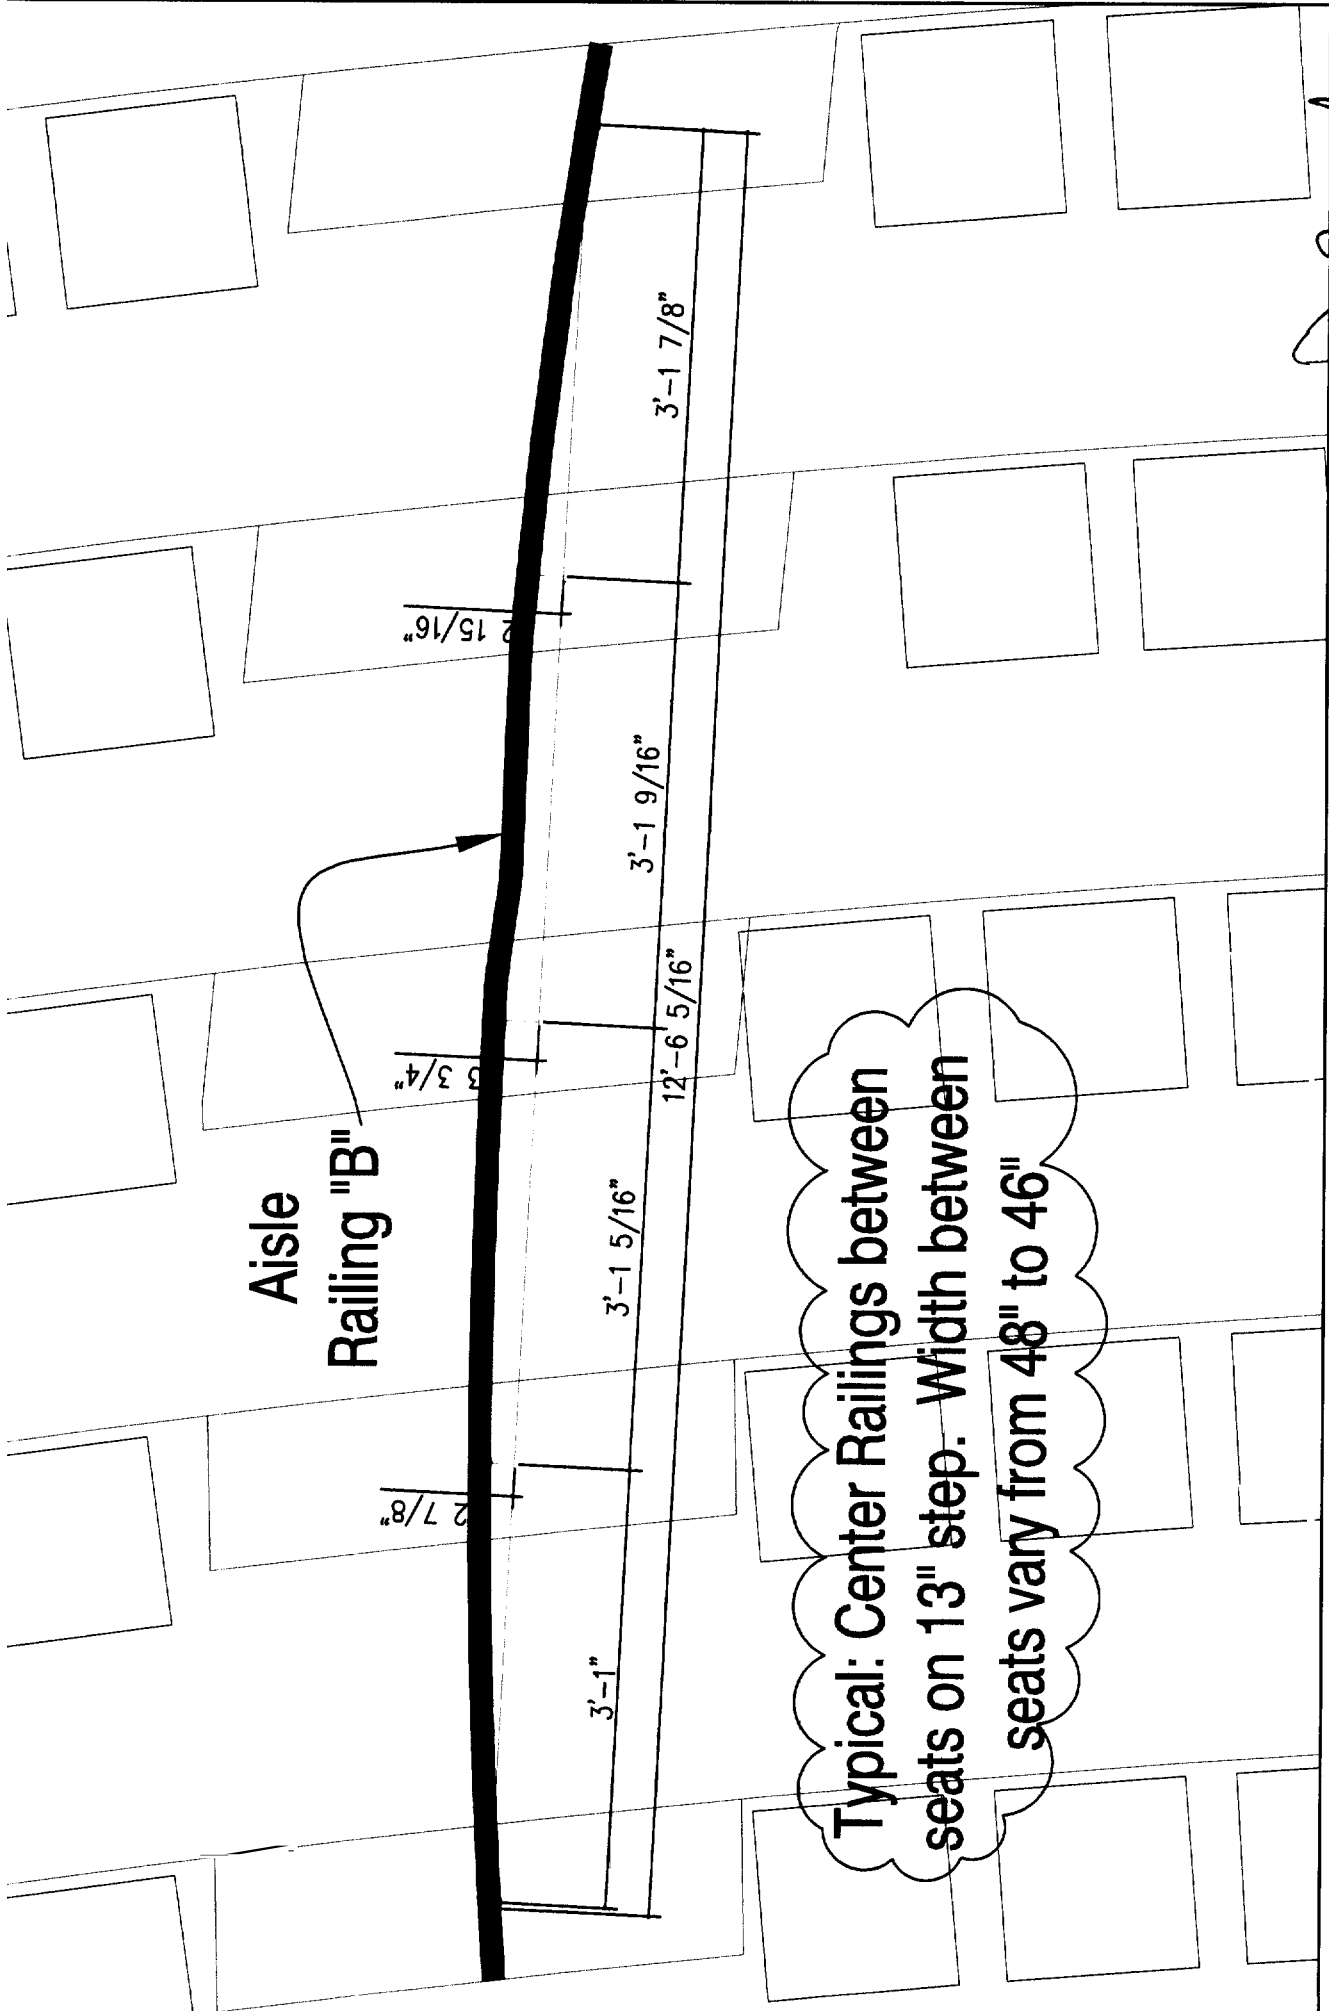 Aisle
Railing "B"
2 7/8"
3 3/4"
2 15/16"
3'-1"
3'-1 5/16"
3'-1 9/16"
3'-1 7/8"
12'-6 5/16"
Typical: Center Railings between
seats on 13" step. Width between
seats vary from 48" to 46"